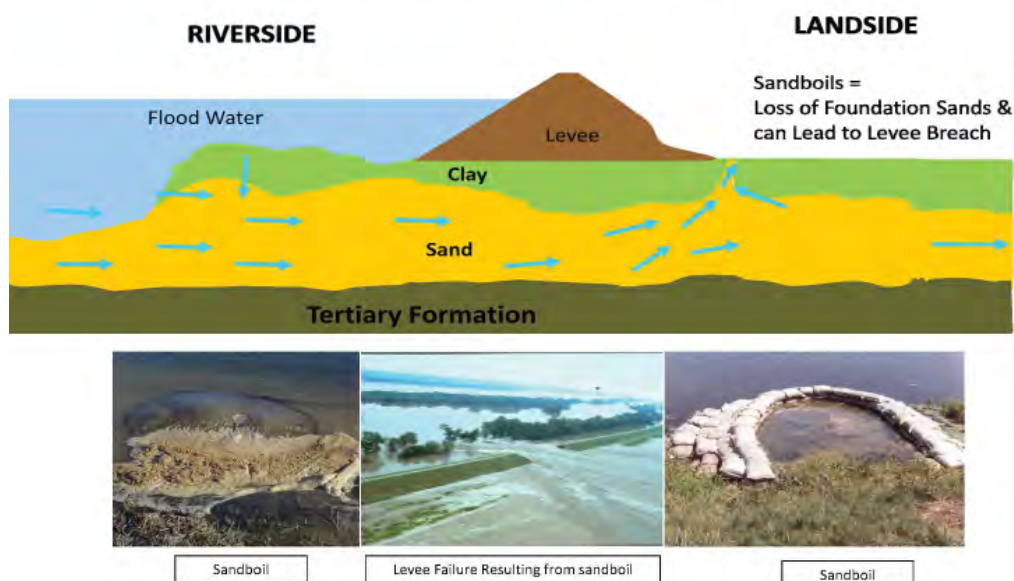 RIVERSIDE
LANDSIDE
Sandboils =
Loss of Foundation Sands &
can Lead to Levee Breach
Flood Water
Levee
Clay
Sand
Tertiary Formation
Sandboil
Levee Failure Resulting from sandboil
Sandboil